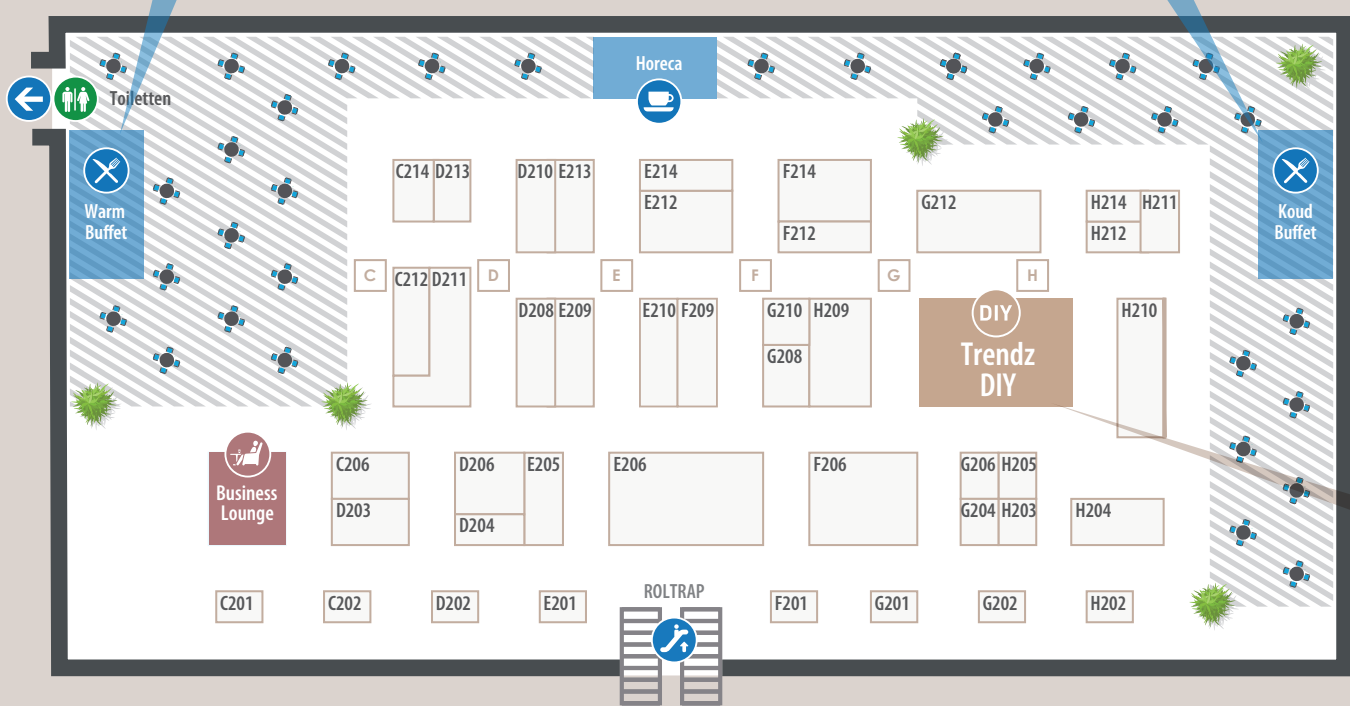 Horeca
Toiletten
Warm
Buffet
Koud
Buffet
C214 D213
D210 E213
E214
E212
F214
F212
G212
H214 H211
H212
C
D
E
F
G
H
C212 D211
D208 E209
E210 F209
G210 H209
G208
DIY
Trendz
DIY
H210
Business
Lounge
C206
D203
D206 E205
D204
E206
F206
G206 H205
G204 H203
H204
C201
C202
D202
E201
ROLTRAP
F201
G201
G202
H202